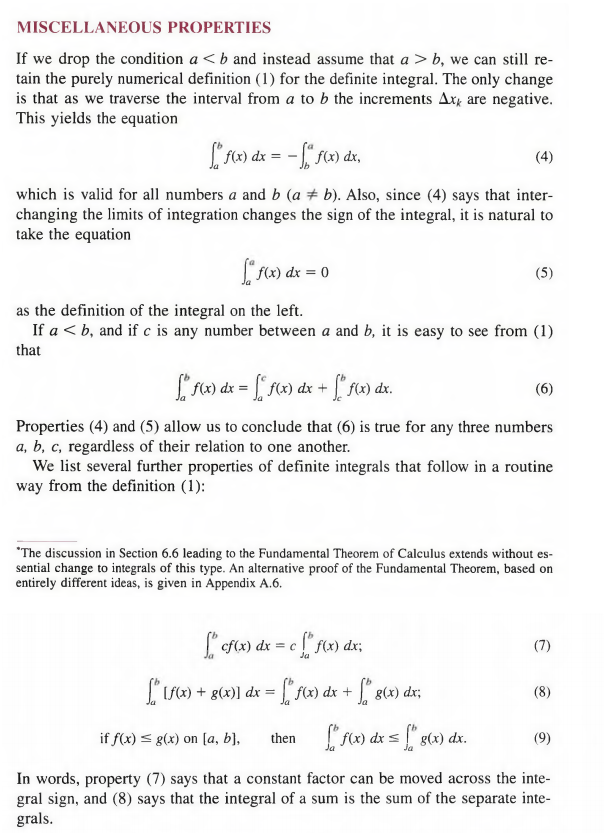 MISCELLANEOUS PROPERTIES
If we drop the condition a < b and instead assume that a > b, we can still re-
tain the purely numerical definition (1) for the definite integral. The only change
is that as we traverse the interval from a to b the increments Δxₖ are negative.
This yields the equation
∫ₐᵇ f(x) dx = −∫_b^a f(x) dx, (4)
which is valid for all numbers a and b (a ≠ b). Also, since (4) says that inter-
changing the limits of integration changes the sign of the integral, it is natural to
take the equation
∫ₐᵃ f(x) dx = 0 (5)
as the definition of the integral on the left.
If a < b, and if c is any number between a and b, it is easy to see from (1)
that
∫ₐᵇ f(x) dx = ∫ₐᶜ f(x) dx + ∫_c^b f(x) dx. (6)
Properties (4) and (5) allow us to conclude that (6) is true for any three numbers
a, b, c, regardless of their relation to one another.
We list several further properties of definite integrals that follow in a routine
way from the definition (1):
*The discussion in Section 6.6 leading to the Fundamental Theorem of Calculus extends without es-
sential change to integrals of this type. An alternative proof of the Fundamental Theorem, based on
entirely different ideas, is given in Appendix A.6.
∫ₐᵇ cf(x) dx = c ∫ₐᵇ f(x) dx; (7)
∫ₐᵇ [f(x) + g(x)] dx = ∫ₐᵇ f(x) dx + ∫ₐᵇ g(x) dx; (8)
if f(x) ≤ g(x) on [a, b], then ∫ₐᵇ f(x) dx ≤ ∫ₐᵇ g(x) dx. (9)
In words, property (7) says that a constant factor can be moved across the inte-
gral sign, and (8) says that the integral of a sum is the sum of the separate inte-
grals.